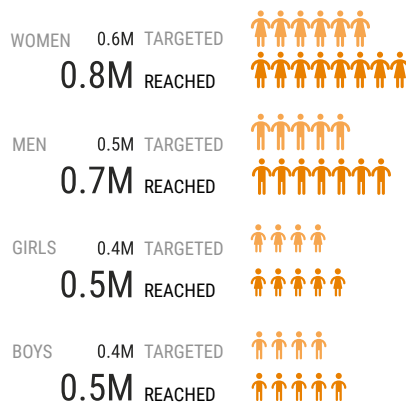 WOMEN 0.6M TARGETED
0.8M REACHED
MEN 0.5M TARGETED
0.7M REACHED
GIRLS 0.4M TARGETED
0.5M REACHED
BOYS 0.4M TARGETED
0.5M REACHED